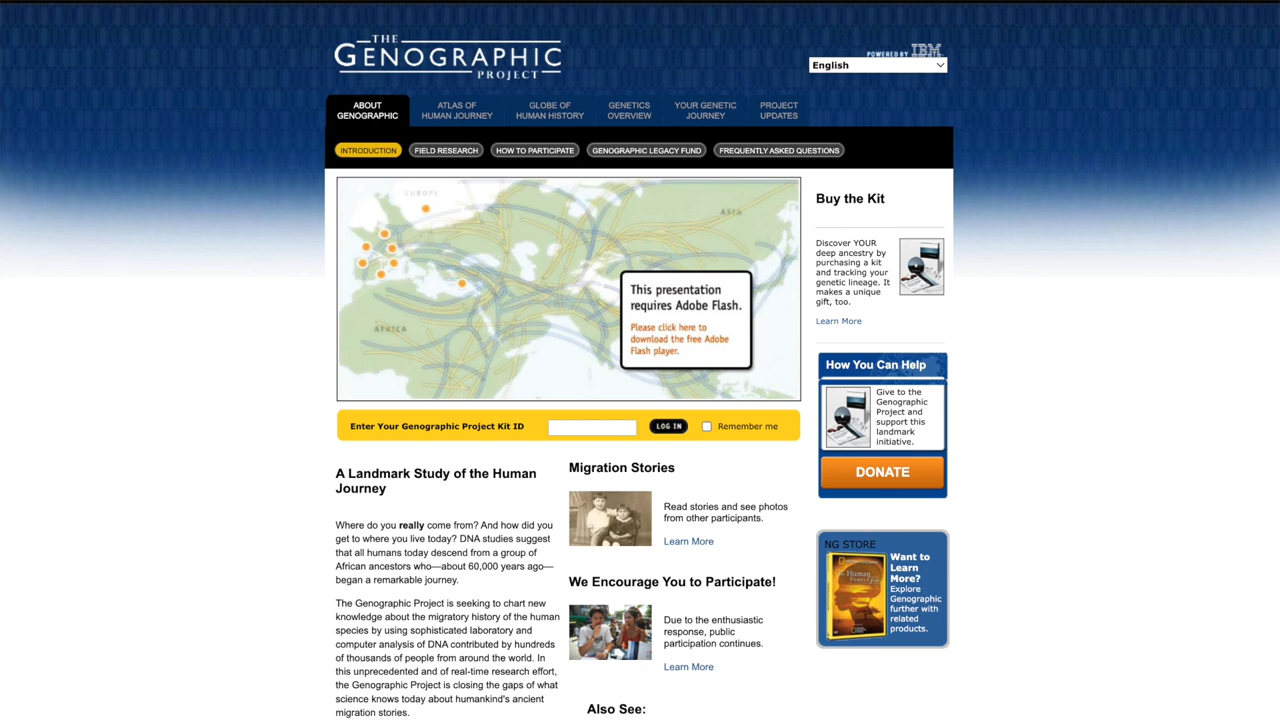 THE
GENOGRAPHIC
PROJECT
POWERED BY IBM
English
ABOUT
GENOGRAPHIC
ATLAS OF
HUMAN JOURNEY
GLOBE OF
HUMAN HISTORY
GENETICS
OVERVIEW
YOUR GENETIC
JOURNEY
PROJECT
UPDATES
INTRODUCTION
FIELD RESEARCH
HOW TO PARTICIPATE
GENOGRAPHIC LEGACY FUND
FREQUENTLY ASKED QUESTIONS
EUROPE
ASIA
AFRICA
This presentation
requires Adobe Flash.
Please click here to
download the free Adobe
Flash player.
Enter Your Genographic Project Kit ID
LOG IN
Remember me
A Landmark Study of the Human
Journey
Where do you really come from? And how did you
get to where you live today? DNA studies suggest
that all humans today descend from a group of
African ancestors who—about 60,000 years ago—
began a remarkable journey.
The Genographic Project is seeking to chart new
knowledge about the migratory history of the human
species by using sophisticated laboratory and
computer analysis of DNA contributed by hundreds
of thousands of people from around the world. In
this unprecedented and of real-time research effort,
the Genographic Project is closing the gaps of what
science knows today about humankind's ancient
migration stories.
Migration Stories
Read stories and see photos
from other participants.
Learn More
We Encourage You to Participate!
Due to the enthusiastic
response, public
participation continues.
Learn More
Also See:
Buy the Kit
Discover YOUR
deep ancestry by
purchasing a kit
and tracking your
genetic lineage. It
makes a unique
gift, too.
Learn More
How You Can Help
Give to the
Genographic
Project and
support this
landmark
initiative.
DONATE
NG STORE
Want to
Learn
More?
Explore
Genographic
further with
related
products.